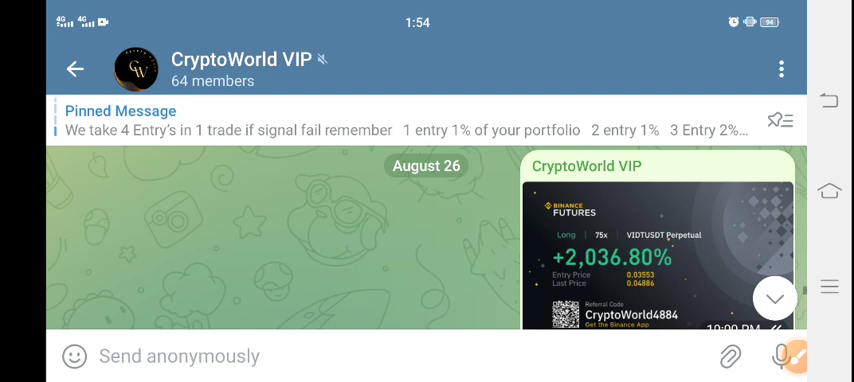 4G 4G 1:54 94
CryptoWorld VIP
64 members
Pinned Message
We take 4 Entry's in 1 trade if signal fail remember 1 entry 1% of your portfolio 2 entry 1% 3 Entry 2%...
August 26
CryptoWorld VIP
BINANCE
FUTURES
Long 75x VIDTUSDT Perpetual
+2,036.80%
Entry Price 0.03553
Last Price 0.04886
Referral Code
CryptoWorld4884
Get the Binance App
10:00 PM
Send anonymously